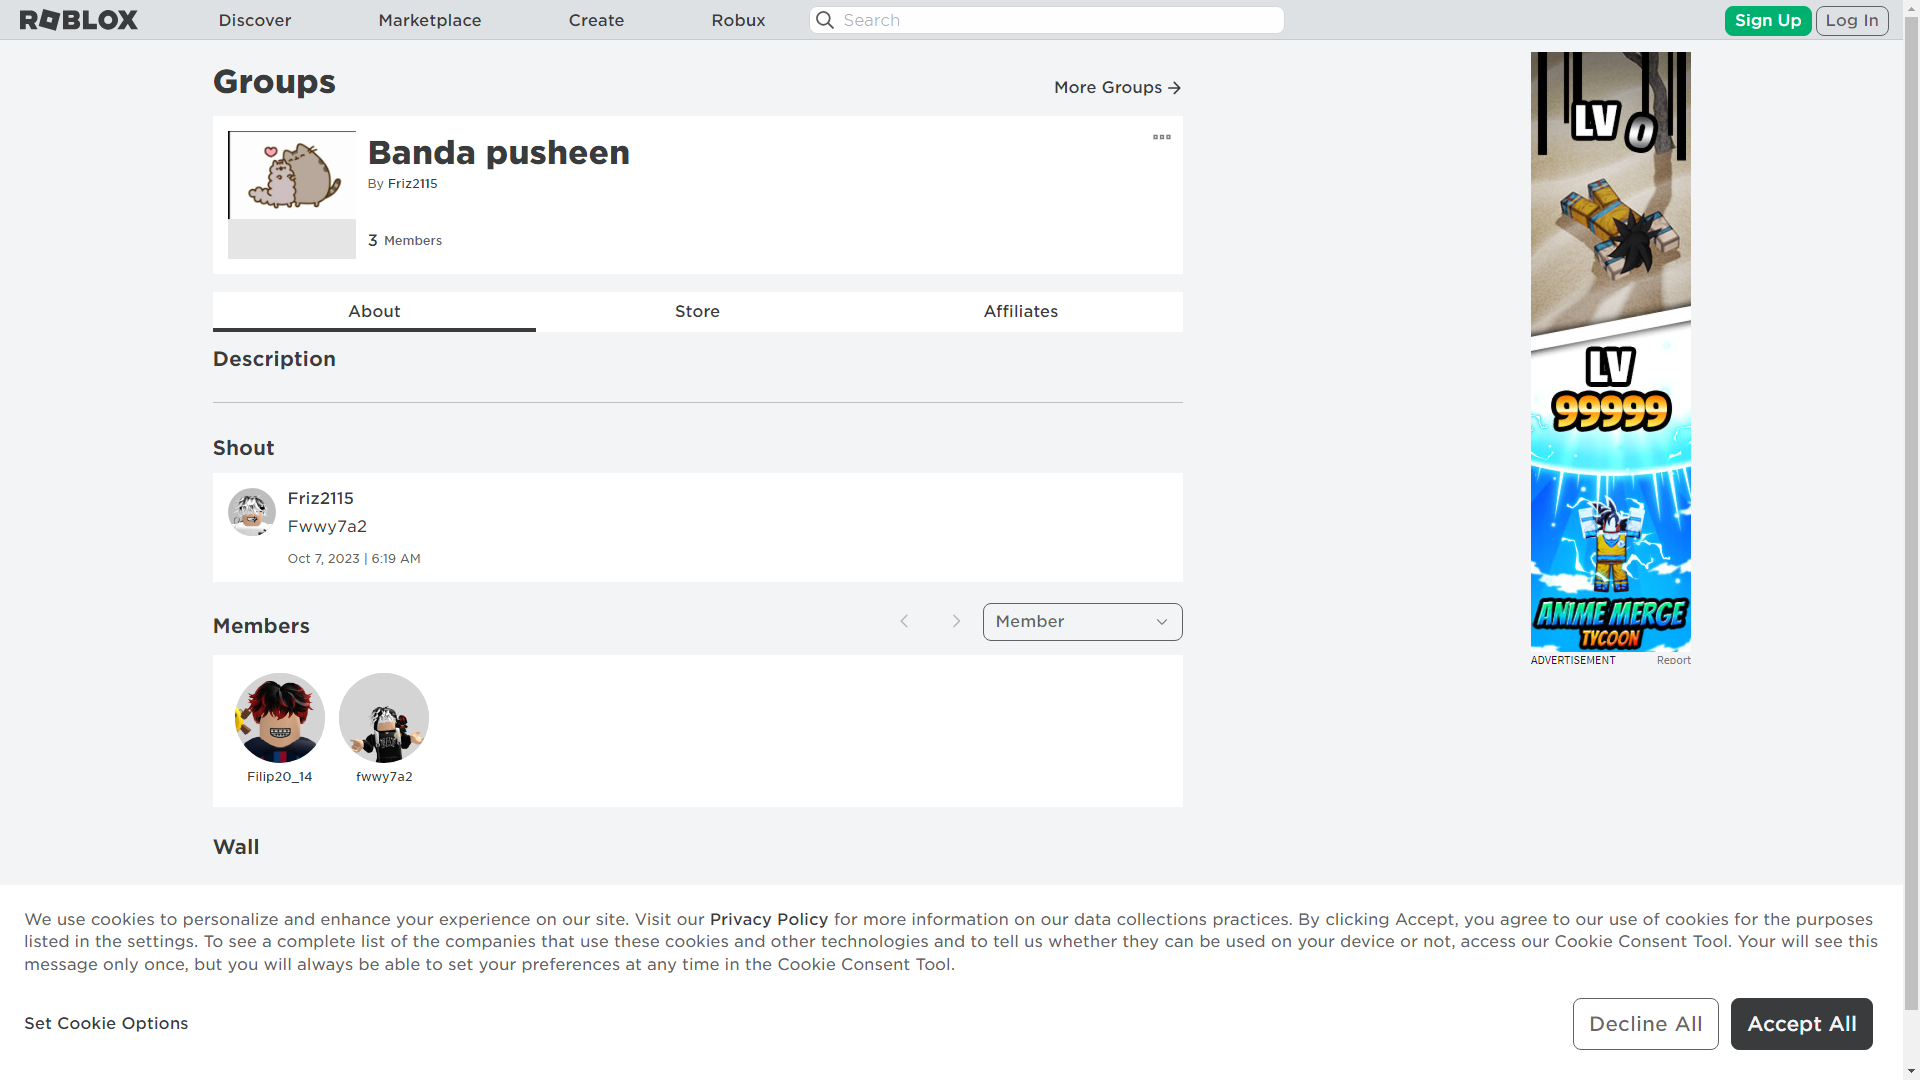 ROBLOX
Discover
Marketplace
Create
Robux
Search
Sign Up
Log In
Groups
More Groups
Banda pusheen
By Friz2115
3 Members
About
Store
Affiliates
Description
Shout
Friz2115
Fwwy7a2
Oct 7, 2023 | 6:19 AM
Members
Member
Filip20_14
fwwy7a2
Wall
LV 0
LV
99999
ANIME MERGE
TYCOON
ADVERTISEMENT
Report
We use cookies to personalize and enhance your experience on our site. Visit our Privacy Policy for more information on our data collections practices. By clicking Accept, you agree to our use of cookies for the purposes
listed in the settings. To see a complete list of the companies that use these cookies and other technologies and to tell us whether they can be used on your device or not, access our Cookie Consent Tool. Your will see this
message only once, but you will always be able to set your preferences at any time in the Cookie Consent Tool.
Set Cookie Options
Decline All
Accept All